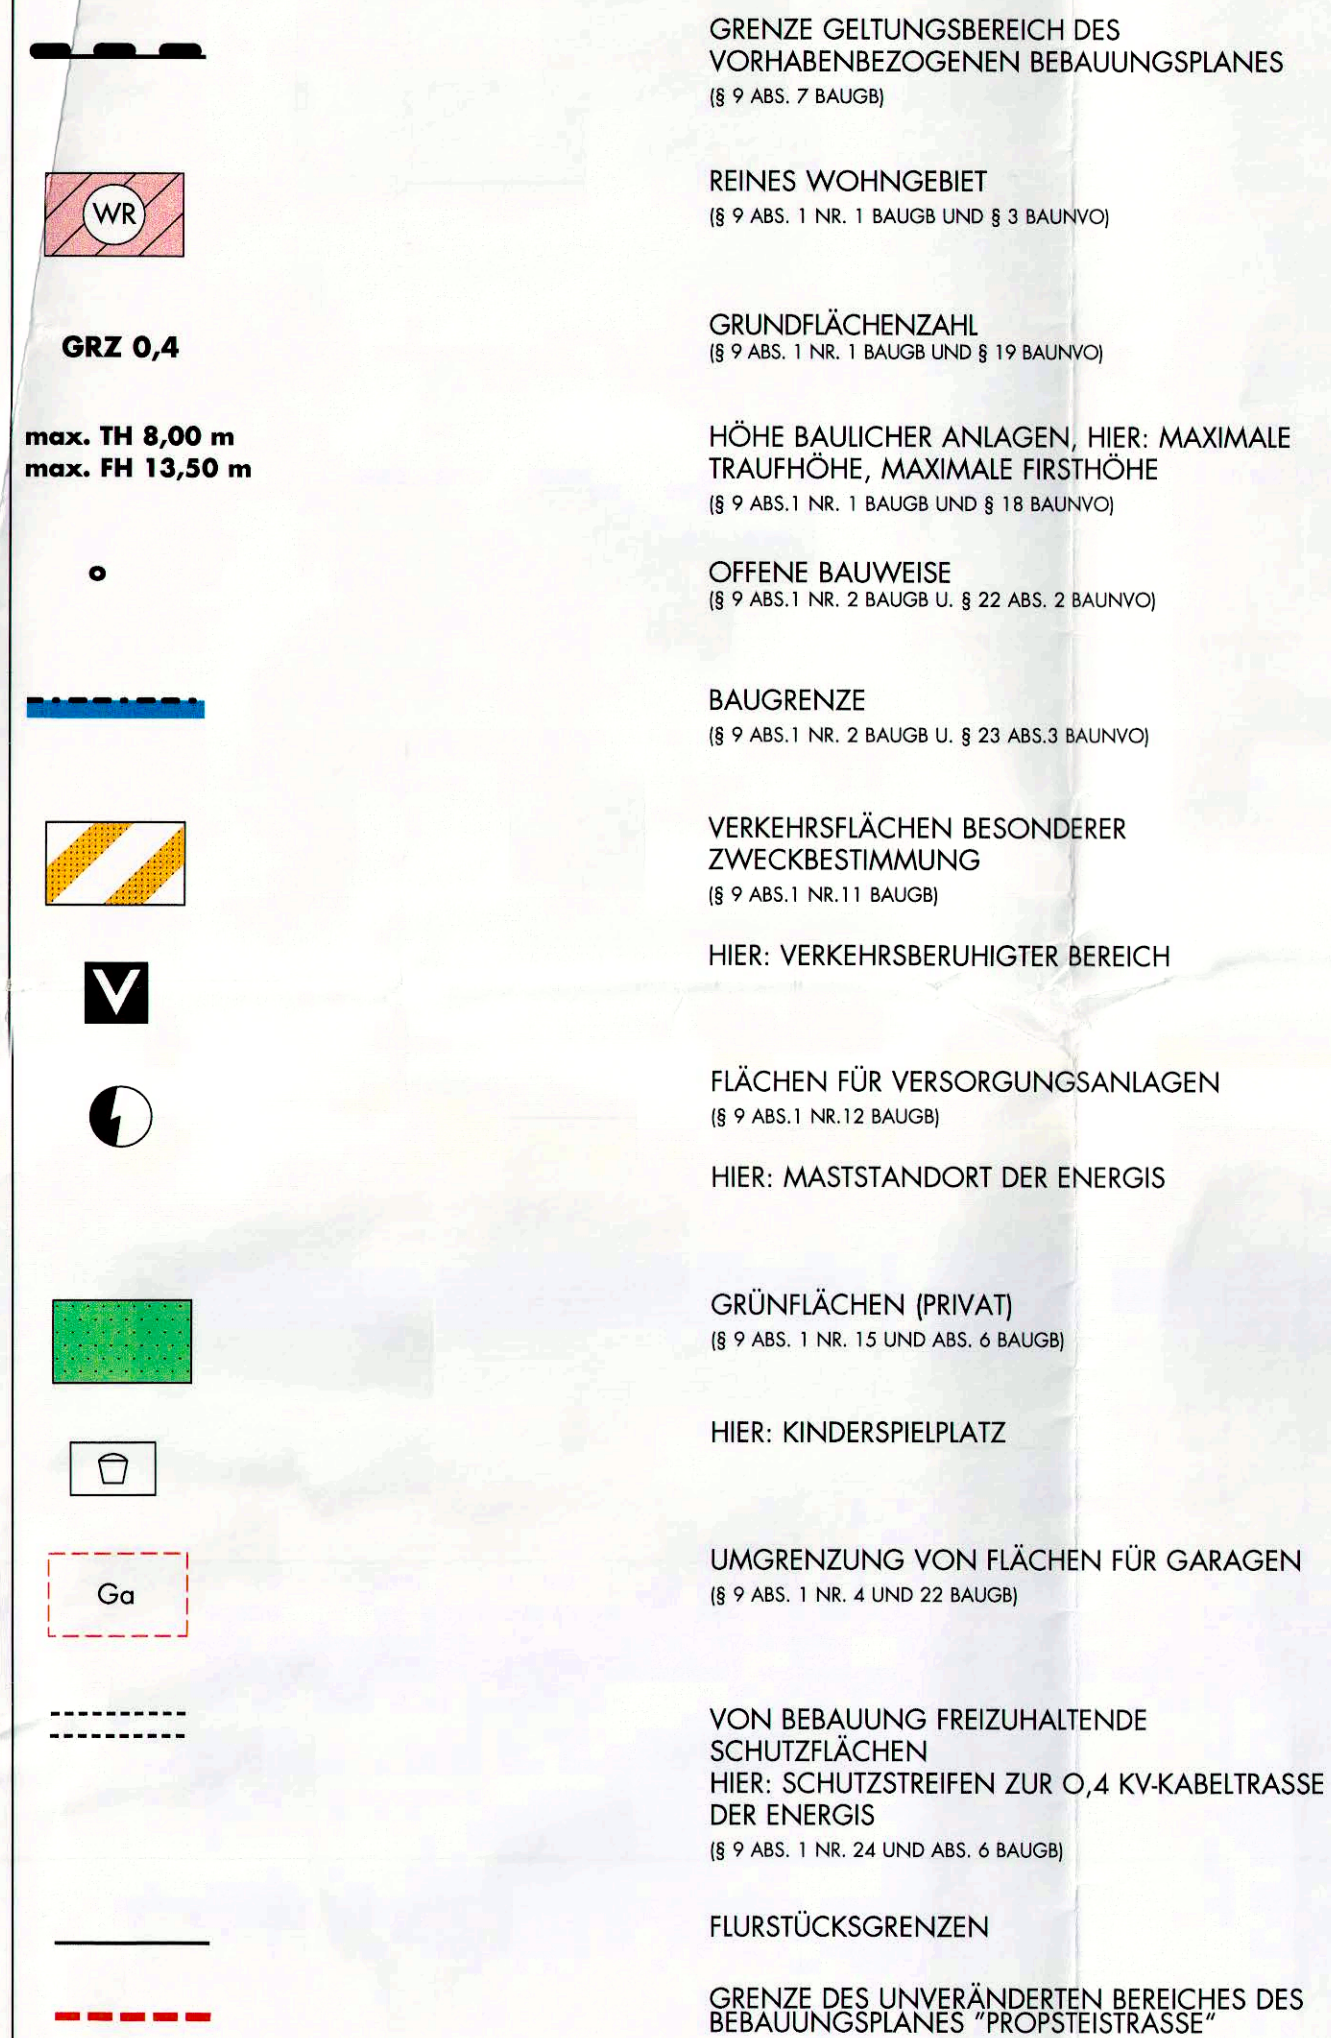 GRENZE GELTUNGSBEREICH DES
VORHABENBEZOGENEN BEBAUUNGSPLANES
(§ 9 ABS. 7 BAUGB)
WR
REINES WOHNGEBIET
(§ 9 ABS. 1 NR. 1 BAUGB UND § 3 BAUNVO)
GRZ 0,4
GRUNDFLÄCHENZAHL
(§ 9 ABS. 1 NR. 1 BAUGB UND § 19 BAUNVO)
max. TH 8,00 m
max. FH 13,50 m
HÖHE BAULICHER ANLAGEN, HIER: MAXIMALE
TRAUFHÖHE, MAXIMALE FIRSTHÖHE
(§ 9 ABS.1 NR. 1 BAUGB UND § 18 BAUNVO)
o
OFFENE BAUWEISE
(§ 9 ABS.1 NR. 2 BAUGB U. § 22 ABS. 2 BAUNVO)
BAUGRENZE
(§ 9 ABS.1 NR. 2 BAUGB U. § 23 ABS.3 BAUNVO)
VERKEHRSFLÄCHEN BESONDERER
ZWECKBESTIMMUNG
(§ 9 ABS.1 NR.11 BAUGB)
V
HIER: VERKEHRSBERUHIGTER BEREICH
FLÄCHEN FÜR VERSORGUNGSANLAGEN
(§ 9 ABS.1 NR.12 BAUGB)
HIER: MASTSTANDORT DER ENERGIS
GRÜNFLÄCHEN (PRIVAT)
(§ 9 ABS. 1 NR. 15 UND ABS. 6 BAUGB)
HIER: KINDERSPIELPLATZ
Ga
UMGRENZUNG VON FLÄCHEN FÜR GARAGEN
(§ 9 ABS. 1 NR. 4 UND 22 BAUGB)
VON BEBAUUNG FREIZUHALTENDE
SCHUTZFLÄCHEN
HIER: SCHUTZSTREIFEN ZUR O,4 KV-KABELTRASSE
DER ENERGIS
(§ 9 ABS. 1 NR. 24 UND ABS. 6 BAUGB)
FLURSTÜCKSGRENZEN
GRENZE DES UNVERÄNDERTEN BEREICHES DES
BEBAUUNGSPLANES "PROPSTEISTRASSE"